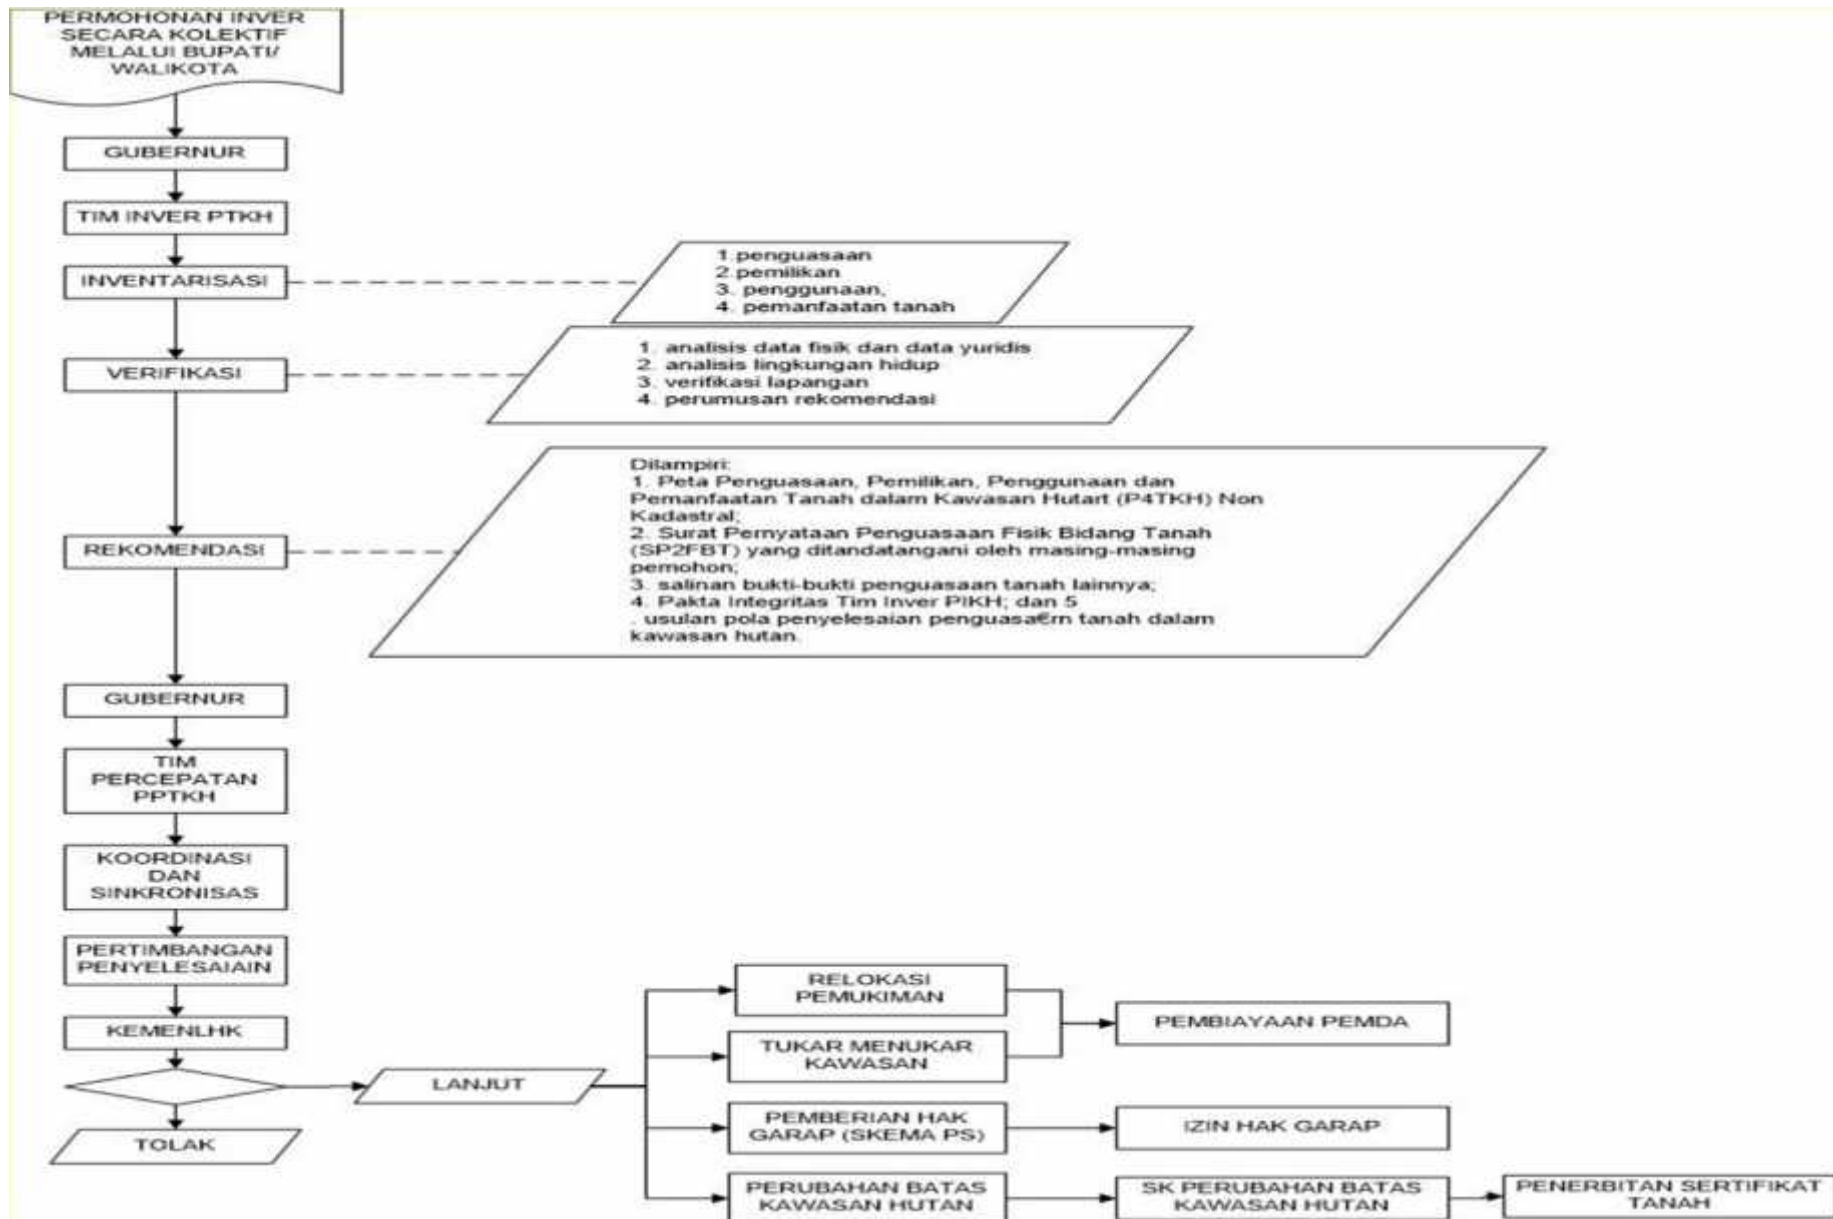 PERMOHONAN INVER
SECARA KOLEKTIF
MELALUI BUPATI/
WALIKOTA
GUBERNUR
TIM INVER PTKH
INVENTARISASI
1.penguasaan
2.pemilikan
3. penggunaan,
4. pemanfaatan tanah
VERIFIKASI
1. analisis data fisik dan data yuridis
2. analisis lingkungan hidup
3. verifikasi lapangan
4. perumusan rekomendasi
REKOMENDASI
Dilampiri:
1. Peta Penguasaan, Pemilikan, Penggunaan dan
Pemanfaatan Tanah dalam Kawasan Hutart (P4TKH) Non
Kadastral;
2. Surat Pernyataan Penguasaan Fisik Bidang Tanah
(SP2FBT) yang ditandatangani oleh masing-masing
pemohon;
3. salinan bukti-bukti penguasaan tanah lainnya;
4. Pakta Integritas Tim Inver PIKH; dan 5
. usulan pola penyelesaian penguasa€rn tanah dalam
kawasan hutan.
GUBERNUR
TIM
PERCEPATAN
PPTKH
KOORDINASI
DAN
SINKRONISAS
PERTIMBANGAN
PENYELESAIAIN
KEMENLHK
LANJUT
TOLAK
RELOKASI
PEMUKIMAN
TUKAR MENUKAR
KAWASAN
PEMBIAYAAN PEMDA
PEMBERIAN HAK
GARAP (SKEMA PS)
IZIN HAK GARAP
PERUBAHAN BATAS
KAWASAN HUTAN
SK PERUBAHAN BATAS
KAWASAN HUTAN
PENERBITAN SERTIFIKAT
TANAH